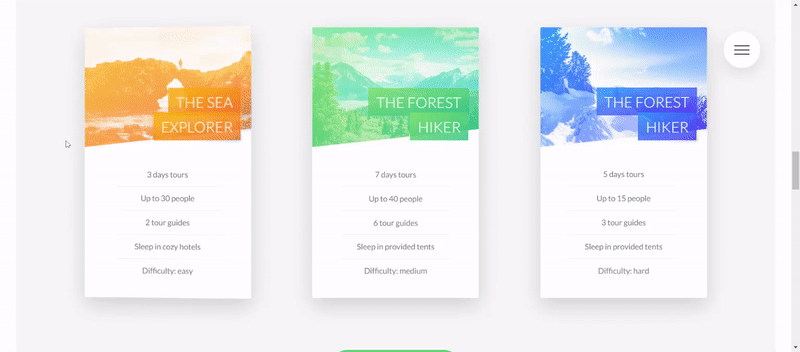 THE SEA
EXPLORER
3 days tours
Up to 30 people
2 tour guides
Sleep in cozy hotels
Difficulty: easy
THE FOREST
HIKER
7 days tours
Up to 40 people
6 tour guides
Sleep in provided tents
Difficulty: medium
THE FOREST
HIKER
5 days tours
Up to 15 people
3 tour guides
Sleep in provided tents
Difficulty: hard